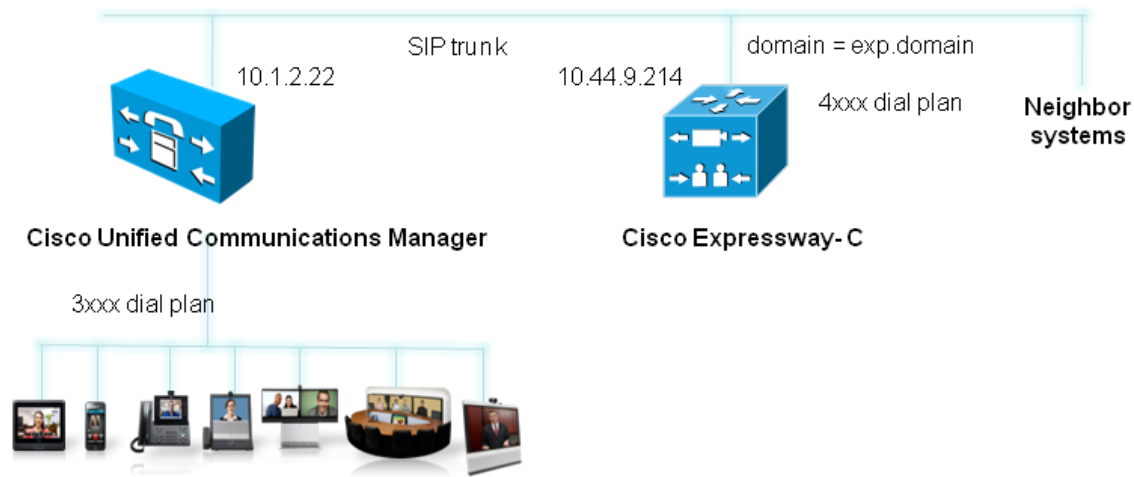 SIP trunk
domain = exp.domain
10.1.2.22
10.44.9.214
4xxx dial plan
Neighbor
systems
Cisco Unified Communications Manager
Cisco Expressway- C
3xxx dial plan